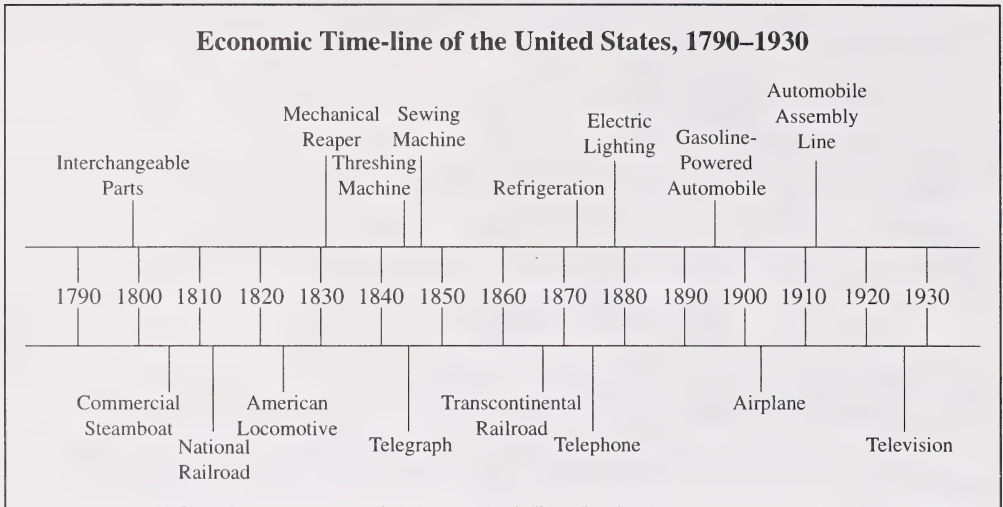 Economic Time-line of the United States, 1790–1930
Interchangeable
Parts
Mechanical
Reaper
Threshing
Machine
Sewing
Machine
Refrigeration
Electric
Lighting
Gasoline-
Powered
Automobile
Automobile
Assembly
Line
1790 1800 1810 1820 1830 1840 1850 1860 1870 1880 1890 1900 1910 1920 1930
Commercial
Steamboat
National
Railroad
American
Locomotive
Telegraph
Transcontinental
Railroad
Telephone
Airplane
Television